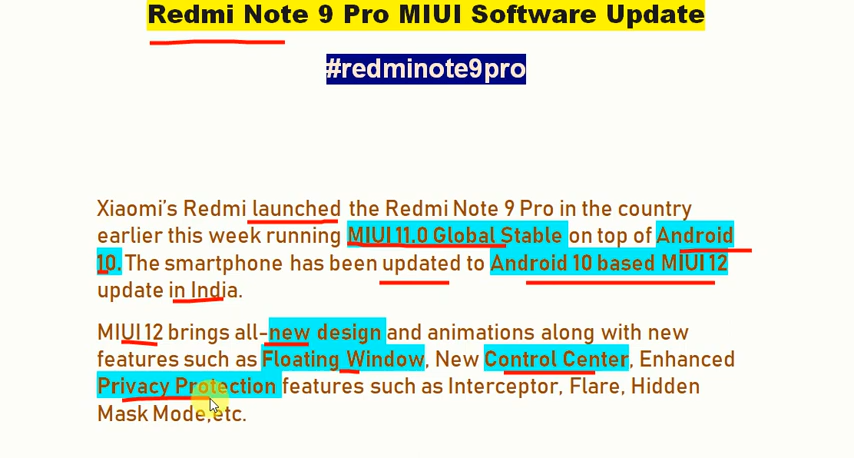 Redmi Note 9 Pro MIUI Software Update
#redminote9pro
Xiaomi's Redmi launched the Redmi Note 9 Pro in the country
earlier this week running MIUI 11.0 Global Stable on top of Android
10. The smartphone has been updated to Android 10 based MIUI 12
update in India.
MIUI 12 brings all-new design and animations along with new
features such as Floating Window, New Control Center, Enhanced
Privacy Protection features such as Interceptor, Flare, Hidden
Mask Mode,etc.